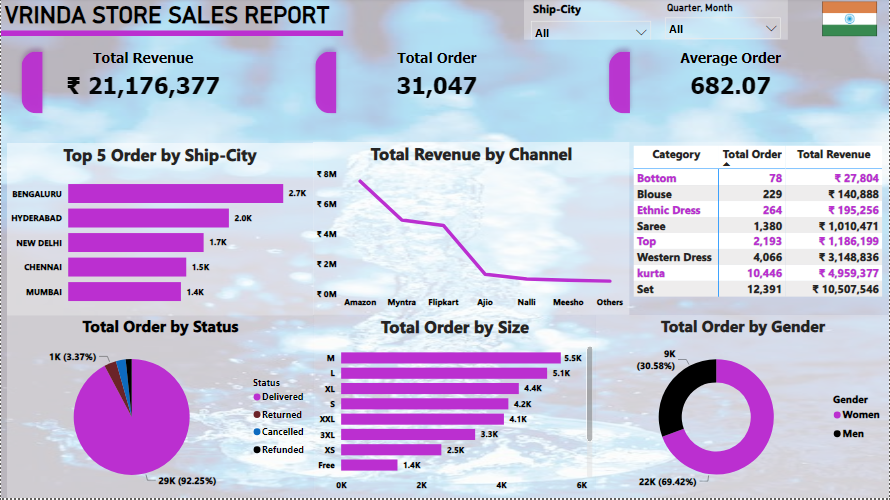 VRINDA STORE SALES REPORT
Ship-City
All
Quarter, Month
All
Total Revenue
₹ 21,176,377
Total Order
31,047
Average Order
682.07
Top 5 Order by Ship-City
BENGALURU 2.7K
HYDERABAD 2.0K
NEW DELHI 1.7K
CHENNAI 1.5K
MUMBAI 1.4K
Total Revenue by Channel
₹ 8M
₹ 6M
₹ 4M
₹ 2M
₹ 0M
Amazon Myntra Flipkart Ajio Nalli Meesho Others
Category Total Order Total Revenue
Bottom 78 ₹ 27,804
Blouse 229 ₹ 140,888
Ethnic Dress 264 ₹ 195,256
Saree 1,380 ₹ 1,010,471
Top 2,193 ₹ 1,186,199
Western Dress 4,066 ₹ 3,148,836
kurta 10,446 ₹ 4,959,377
Set 12,391 ₹ 10,507,546
Total Order by Status
1K (3.37%)
29K (92.25%)
Status
Delivered
Returned
Cancelled
Refunded
Total Order by Size
M 5.5K
L 5.1K
XL 4.4K
S 4.2K
XXL 4.1K
3XL 3.3K
XS 2.5K
Free 1.4K
0K 2K 4K 6K
Total Order by Gender
9K
(30.58%)
22K (69.42%)
Gender
Women
Men